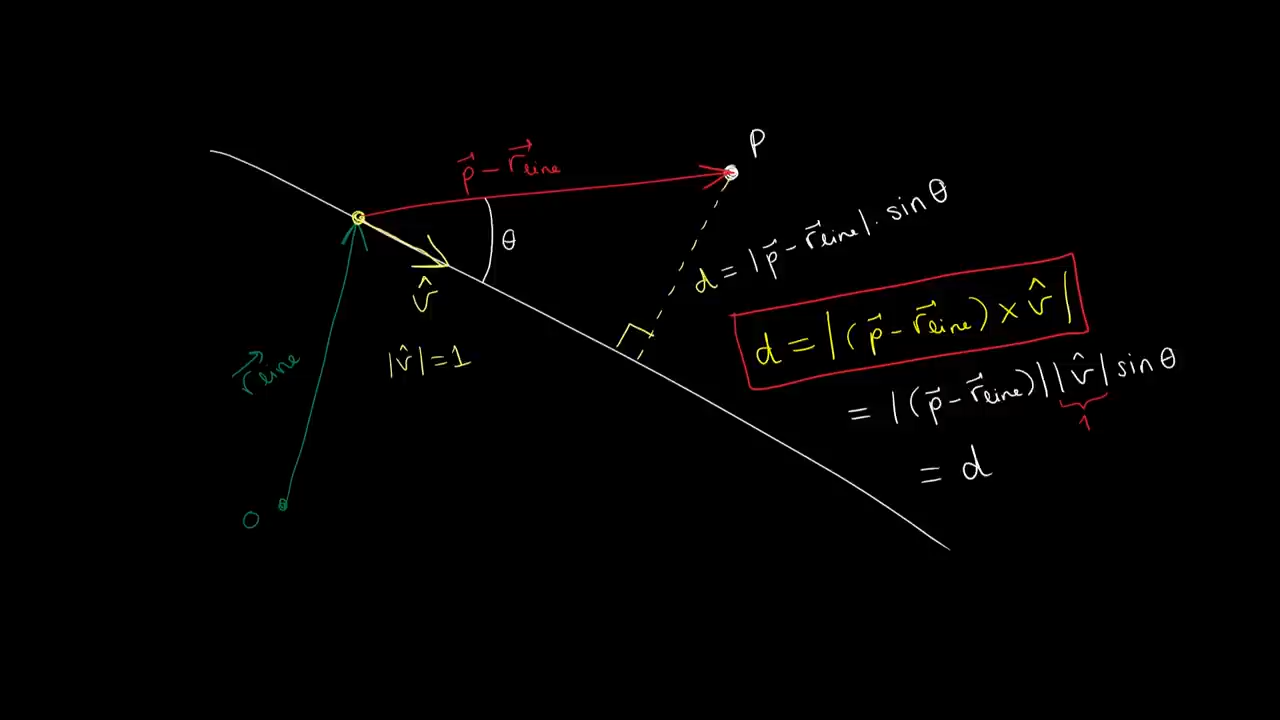 P
p⃗ − r⃗line
θ
d = |p⃗ − r⃗line| . sin θ
v̂
|v̂| = 1
r⃗line
O
d = |(p⃗ − r⃗line) × v̂|
= |(p⃗ − r⃗line)||v̂| sin θ
1
= d